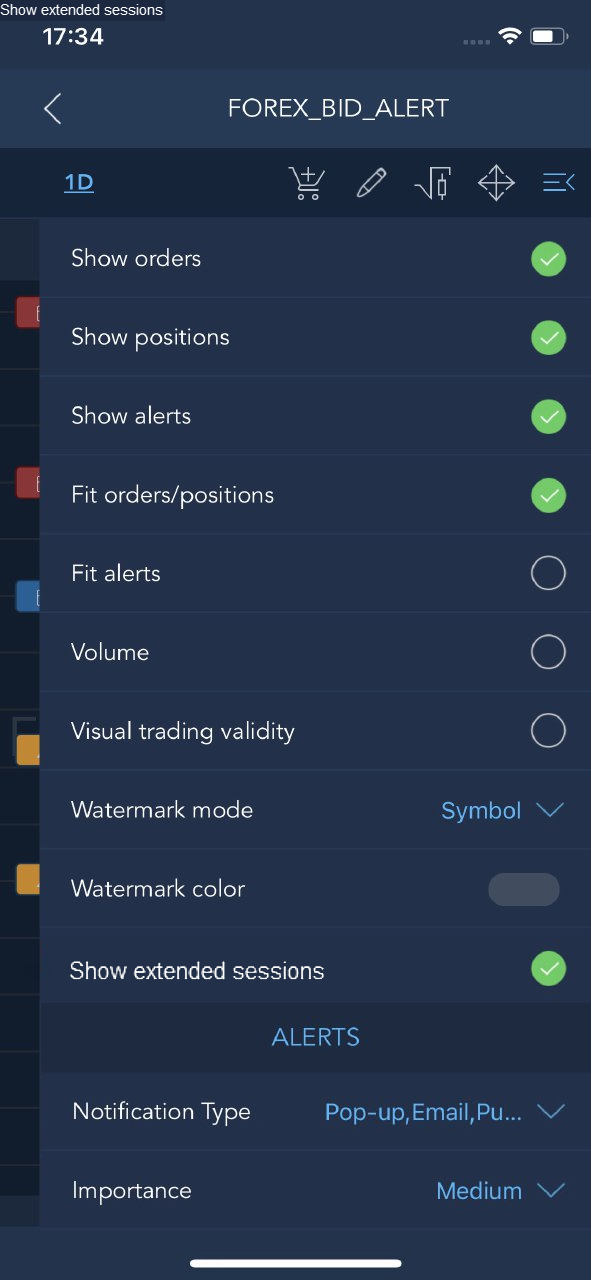 Show extended sessions
17:34
FOREX_BID_ALERT
1D
Show orders
Show positions
Show alerts
Fit orders/positions
Fit alerts
Volume
Visual trading validity
Watermark mode
Symbol
Watermark color
Show extended sessions
ALERTS
Notification Type
Pop-up,Email,Pu...
Importance
Medium